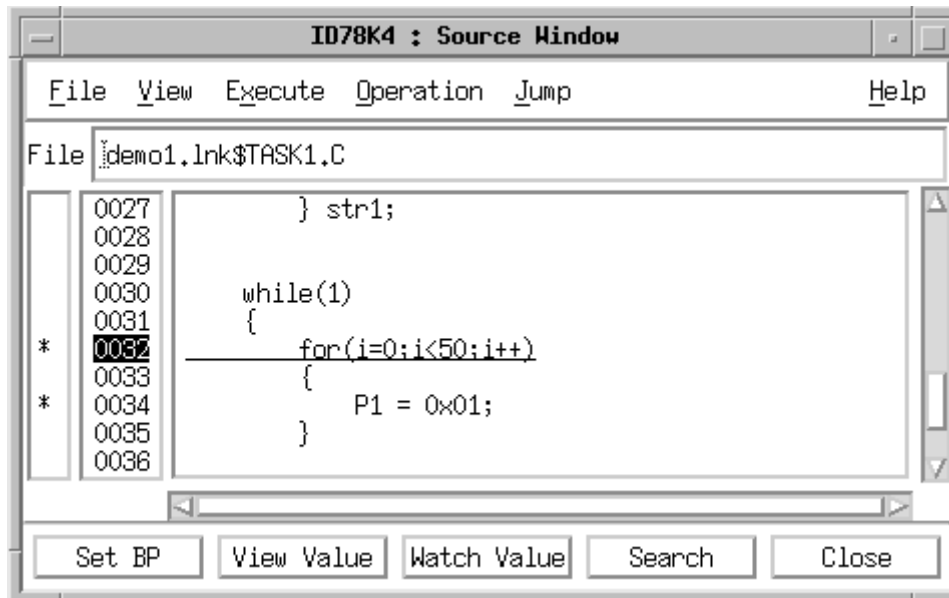 ID78K4 : Source Window
File View Execute Operation Jump Help
File demo1.lnk$TASK1.C
0027 } str1;
0028
0029
0030 while(1)
0031 {
* 0032 for(i=0;i<50;i++)
0033 {
* 0034 P1 = 0x01;
0035 }
0036
Set BP View Value Watch Value Search Close